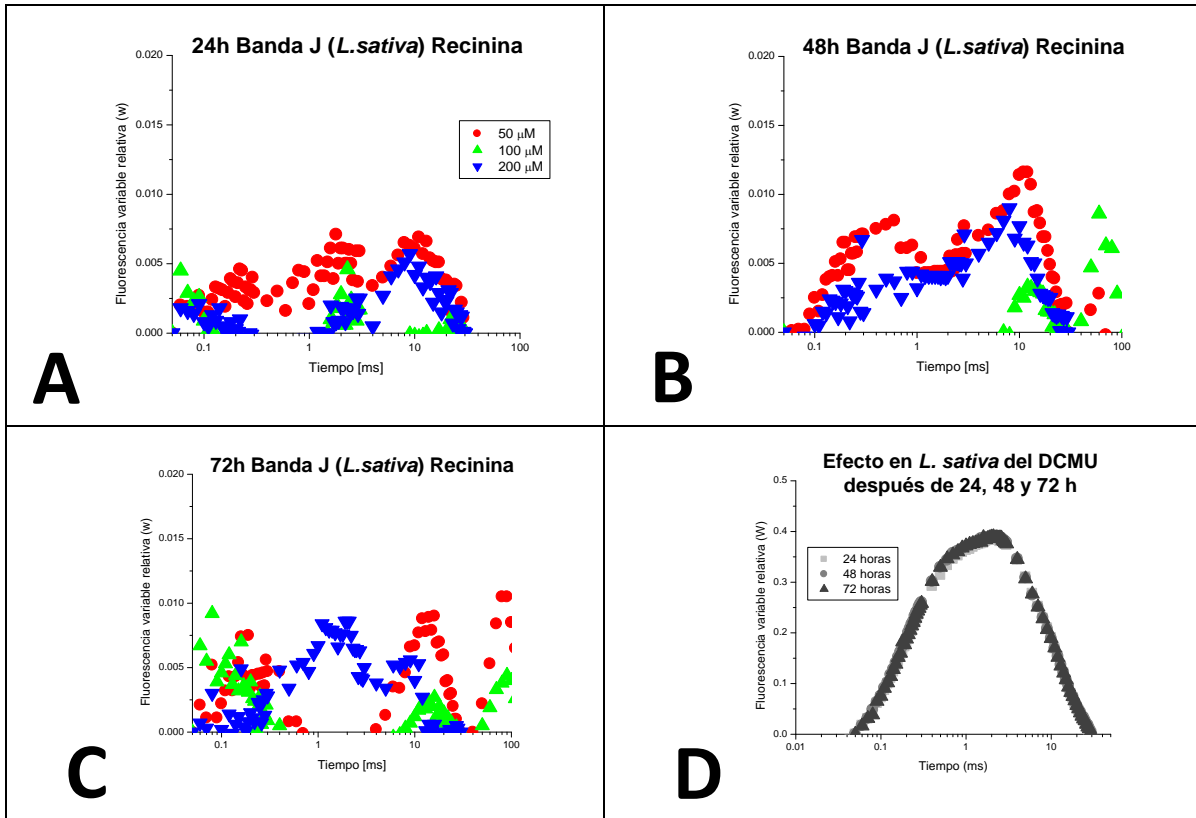 24h Banda J (L.sativa) Recinina
Fluorescencia variable relativa (w)
0.020
0.015
0.010
0.005
0.000
50 μM
100 μM
200 μM
0.1
1
10
100
Tiempo [ms]
A
48h Banda J (L.sativa) Recinina
Fluorescencia variable relativa (w)
0.020
0.015
0.010
0.005
0.000
0.1
1
10
100
Tiempo [ms]
B
72h Banda J (L.sativa) Recinina
Fluorescencia variable relativa (w)
0.020
0.015
0.010
0.005
0.000
0.1
1
10
100
Tiempo [ms]
C
Efecto en L. sativa del DCMU
después de 24, 48 y 72 h
Fluorescencia variable relativa (W)
0.5
0.4
0.3
0.2
0.1
0.0
24 horas
48 horas
72 horas
0.01
0.1
1
10
Tiempo (ms)
D